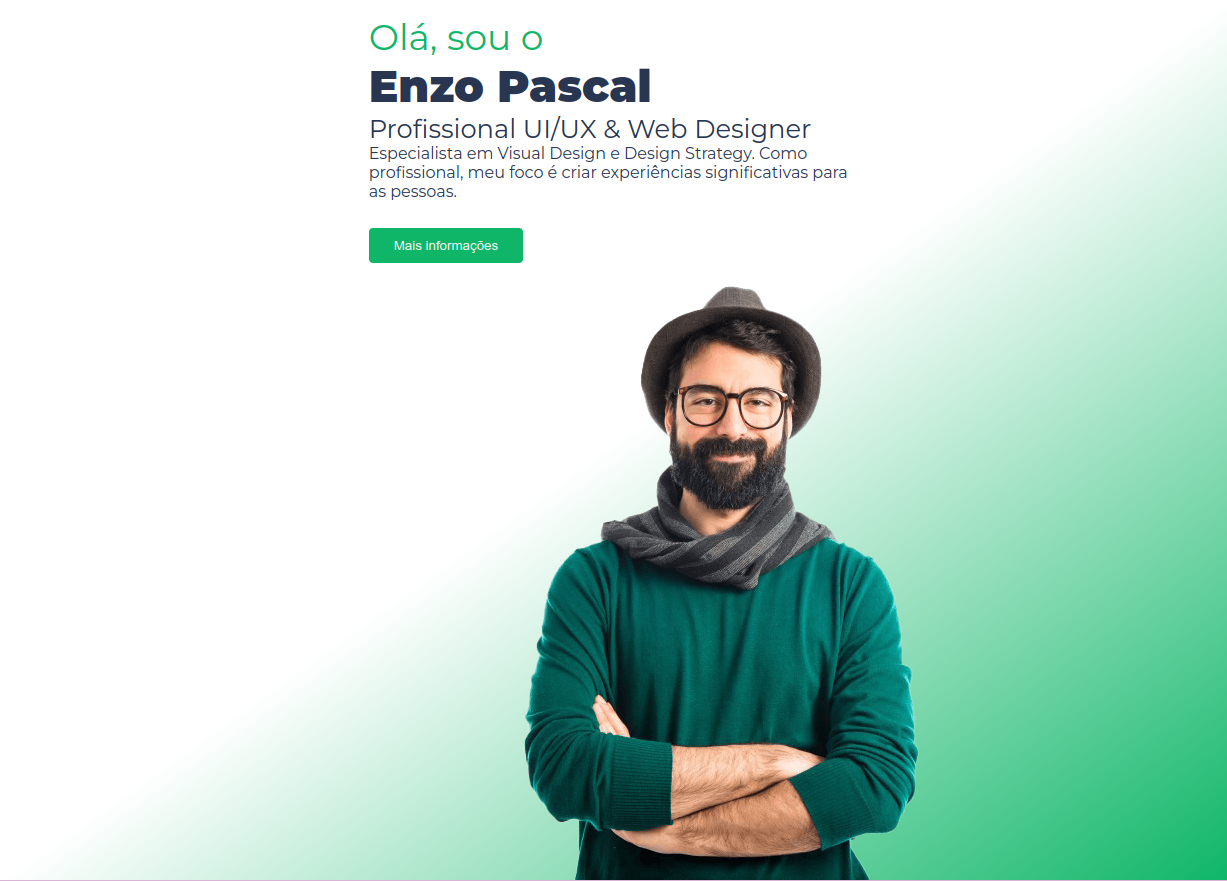 Olá, sou o
Enzo Pascal
Profissional UI/UX & Web Designer
Especialista em Visual Design e Design Strategy. Como
profissional, meu foco é criar experiências significativas para
as pessoas.
Mais informações